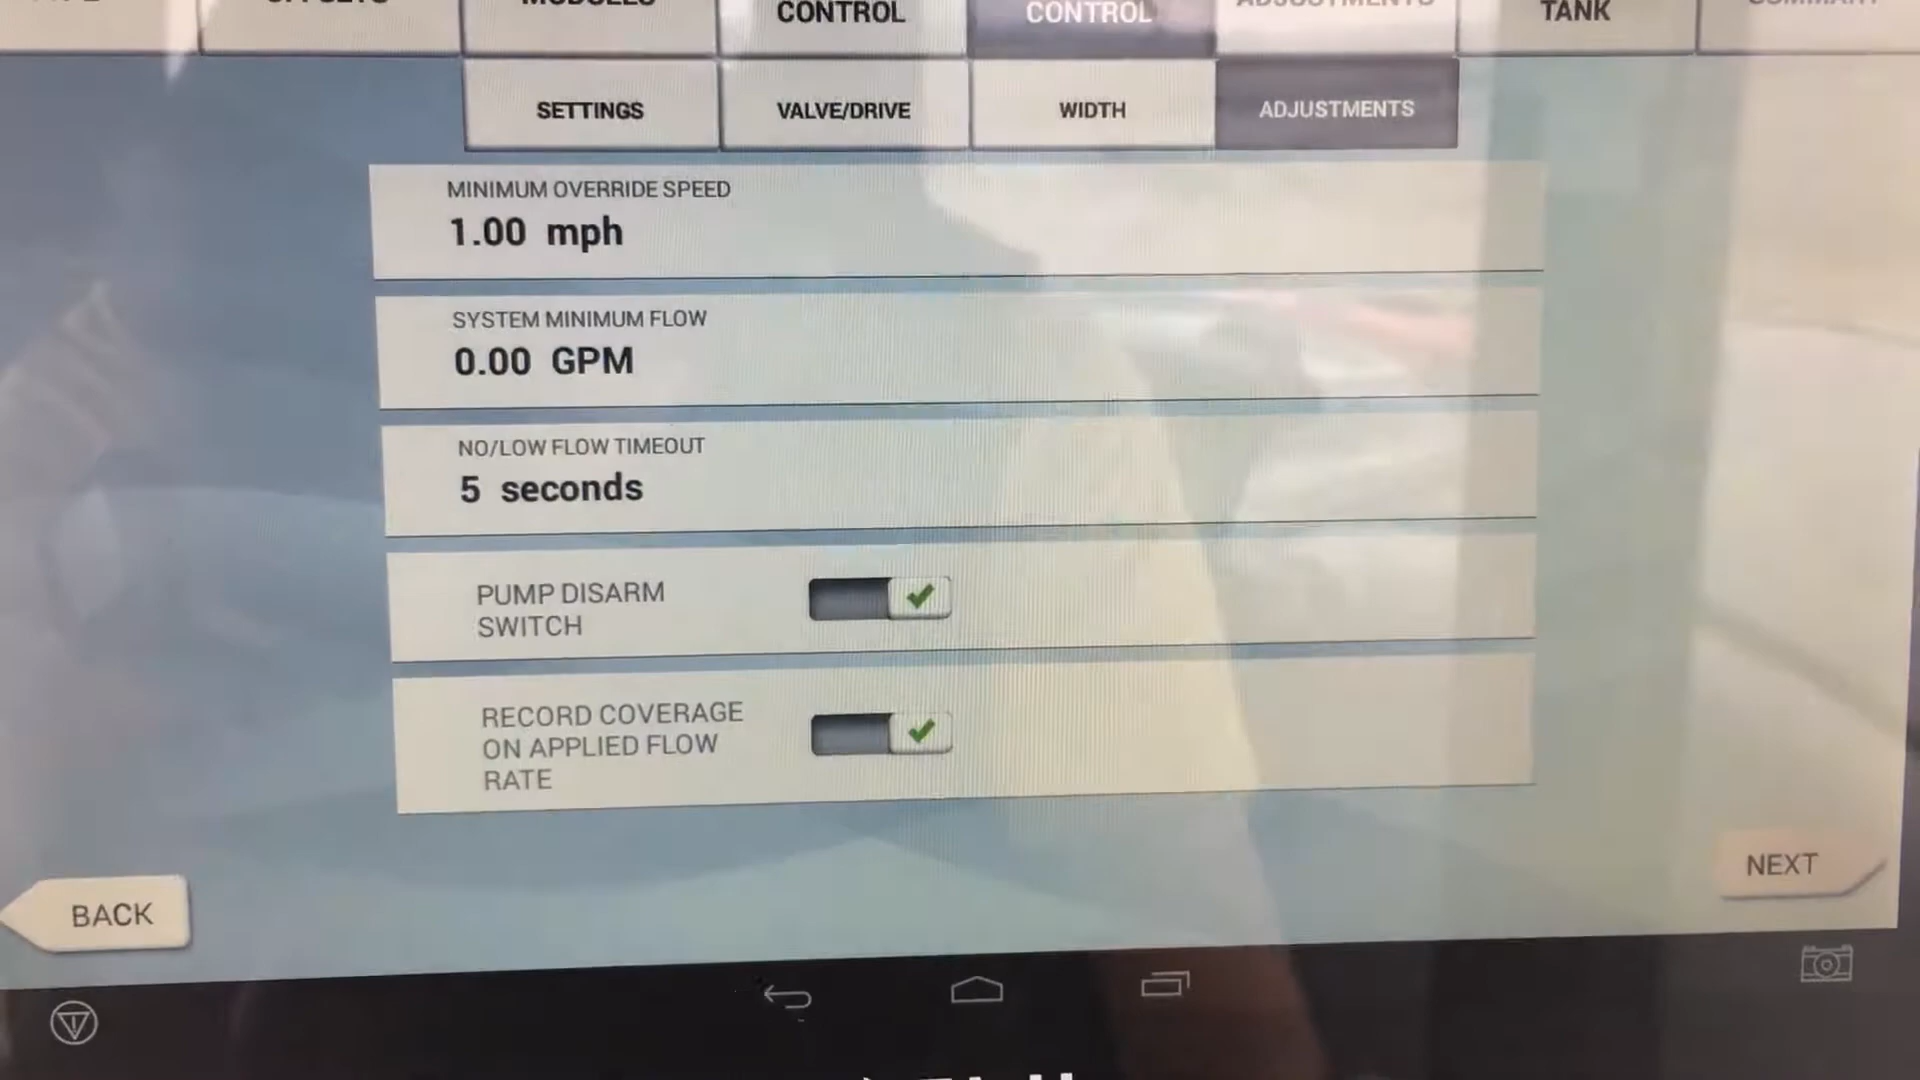 CONTROL
CONTROL
ADJUSTMENTS
TANK
SETTINGS
VALVE/DRIVE
WIDTH
ADJUSTMENTS
MINIMUM OVERRIDE SPEED
1.00 mph
SYSTEM MINIMUM FLOW
0.00 GPM
NO/LOW FLOW TIMEOUT
5 seconds
PUMP DISARM
SWITCH
RECORD COVERAGE
ON APPLIED FLOW
RATE
BACK
NEXT